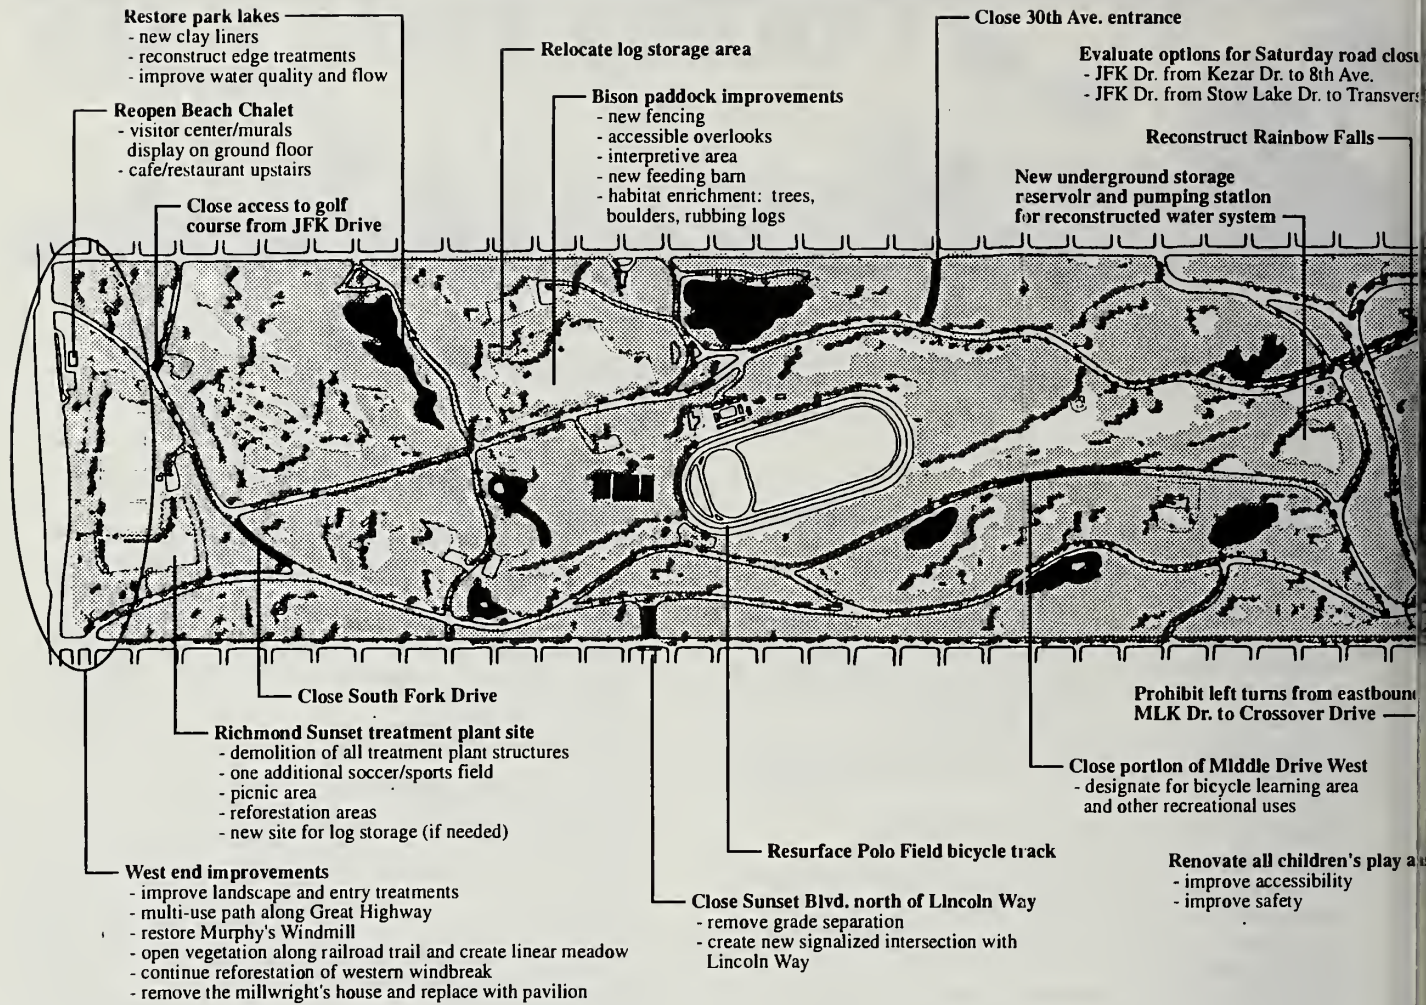 Restore park lakes
- new clay liners
- reconstruct edge treatments
- improve water quality and flow
Reopen Beach Chalet
- visitor center/murals
display on ground floor
- cafe/restaurant upstairs
Close access to golf
course from JFK Drive
Relocate log storage area
Bison paddock improvements
- new fencing
- accessible overlooks
- interpretive area
- new feeding barn
- habitat enrichment: trees,
boulders, rubbing logs
Close 30th Ave. entrance
Evaluate options for Saturday road
- JFK Dr. from Kezar Dr. to 8th Ave.
- JFK Dr. from Stow Lake Dr. to
Reconstruct Rainbow Falls
New underground storage
reservoir and pumping station
for reconstructed water system
Close South Fork Drive
Richmond Sunset treatment plant site
- demolition of all treatment plant structures
- one additional soccer/sports field
- picnic area
- reforestation areas
- new site for log storage (if needed)
West end improvements
- improve landscape and entry treatments
- multi-use path along Great Highway
- restore Murphy's Windmill
- open vegetation along railroad trail and create linear meadow
- continue reforestation of western windbreak
- remove the millwright's house and replace with pavilion
Resurface Polo Field bicycle track
Close Sunset Blvd. north of Lincoln Way
- remove grade separation
- create new signalized intersection with
Lincoln Way
Prohibit left turns from
MLK Dr. to Crossover Drive
Close portion of Middle Drive West
- designate for bicycle learning area
and other recreational uses
Renovate all children's play
- improve accessibility
- improve safety